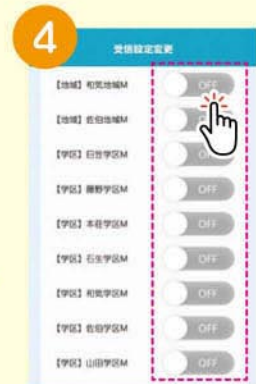 4
受信設定変更
【地域】和気地域M OFF
【地域】佐伯地域M OFF
【学区】日笠学区M OFF
【学区】藤野学区M OFF
【学区】本荘学区M OFF
【学区】石生学区M OFF
【学区】和気学区M OFF
【学区】佐伯学区M OFF
【学区】山田学区M OFF